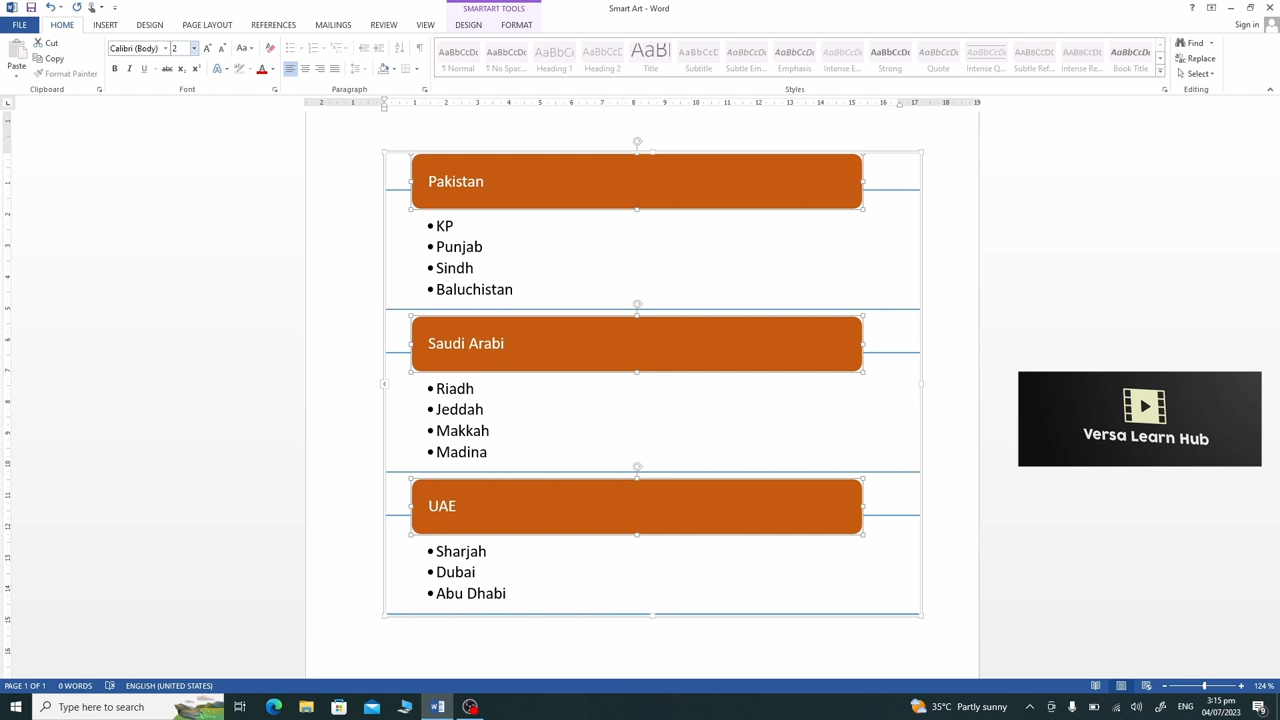 SMARTART TOOLS
Smart Art - Word
FILE HOME INSERT DESIGN PAGE LAYOUT REFERENCES MAILINGS REVIEW VIEW DESIGN FORMAT
Sign in
Cut
Copy
Format Painter
Paste
Calibri (Body) 2
AaBbCcDc AaBbCcDc AaBbCc AaBbCcD AaBl AaBbCcD AaBbCcDc AaBbCcDc AaBbCcDc AaBbCcDc AaBbCcDc AaBbCcDc AaBbCcDc AaBbCcDc AaBbCcDc
¶ Normal ¶ No Spac... Heading 1 Heading 2 Title Subtitle Subtle Em... Emphasis Intense E... Strong Quote Intense Q... Subtle Ref... Intense Re... Book Title
Find
Replace
Select
Clipboard Font Paragraph Styles Editing
Pakistan
• KP
• Punjab
• Sindh
• Baluchistan
Saudi Arabi
• Riadh
• Jeddah
• Makkah
• Madina
UAE
• Sharjah
• Dubai
• Abu Dhabi
Versa Learn Hub
PAGE 1 OF 1 0 WORDS ENGLISH (UNITED STATES)
124 %
Type here to search
35°C Partly sunny
ENG
3:15 pm
04/07/2023